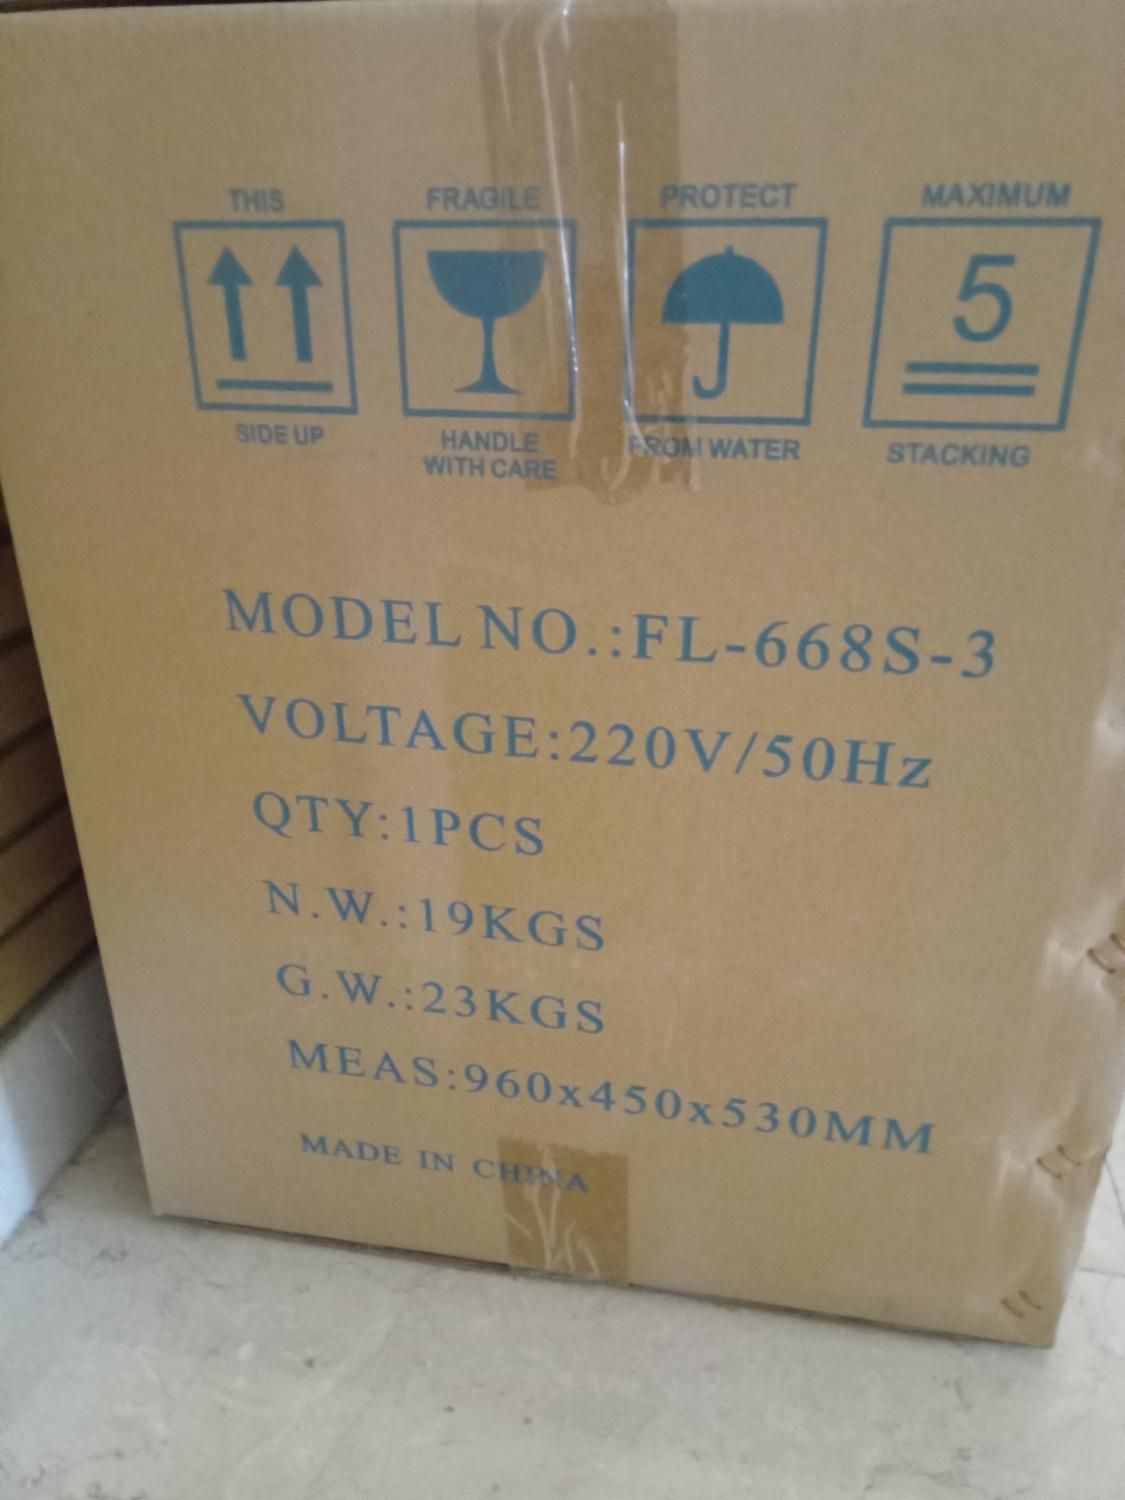 THIS
SIDE UP
FRAGILE
HANDLE
WITH CARE
PROTECT
FROM WATER
MAXIMUM
5
STACKING
MODEL NO.:FL-668S-3
VOLTAGE:220V/50Hz
QTY:1PCS
N.W.:19KGS
G.W.:23KGS
MEAS:960x450x530MM
MADE IN CHINA